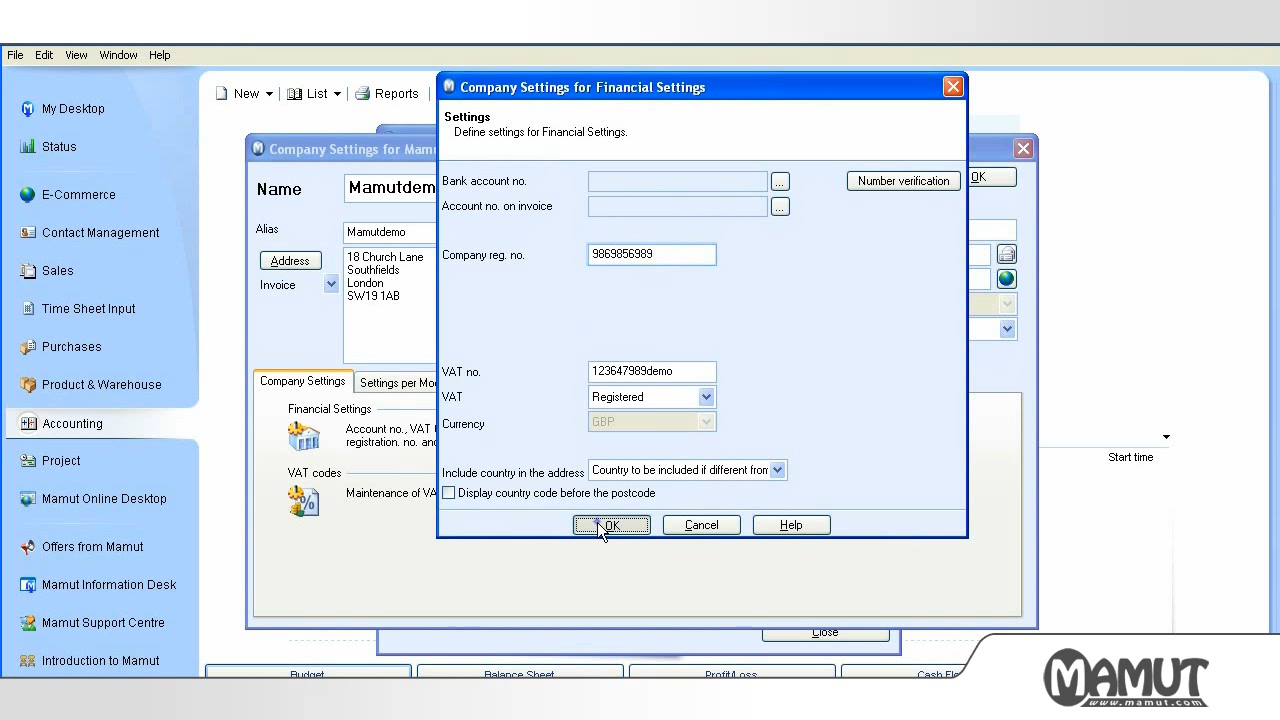 File Edit View Window Help
My Desktop
Status
E-Commerce
Contact Management
Sales
Time Sheet Input
Purchases
Product & Warehouse
Accounting
Project
Mamut Online Desktop
Offers from Mamut
Mamut Information Desk
Mamut Support Centre
Introduction to Mamut
New List Reports
Company Settings for Mam
OK
Name Mamutdem
Alias Mamutdemo
Address
Invoice
18 Church Lane
Southfields
London
SW19 1AB
Company Settings Settings per Mo
Financial Settings
Account no., VAT
registration. no. an
VAT codes
Maintenance of VA
Company Settings for Financial Settings
Settings
Define settings for Financial Settings.
Bank account no. ... Number verification
Account no. on invoice ...
Company reg. no. 9869856989
VAT no. 123647989demo
VAT Registered
Currency GBP
Include country in the address Country to be included if different from
Display country code before the postcode
OK Cancel Help
Start time
Close
Budget Balance Sheet Profit/Loss Cash Flo
MAMUT
www.mamut.com